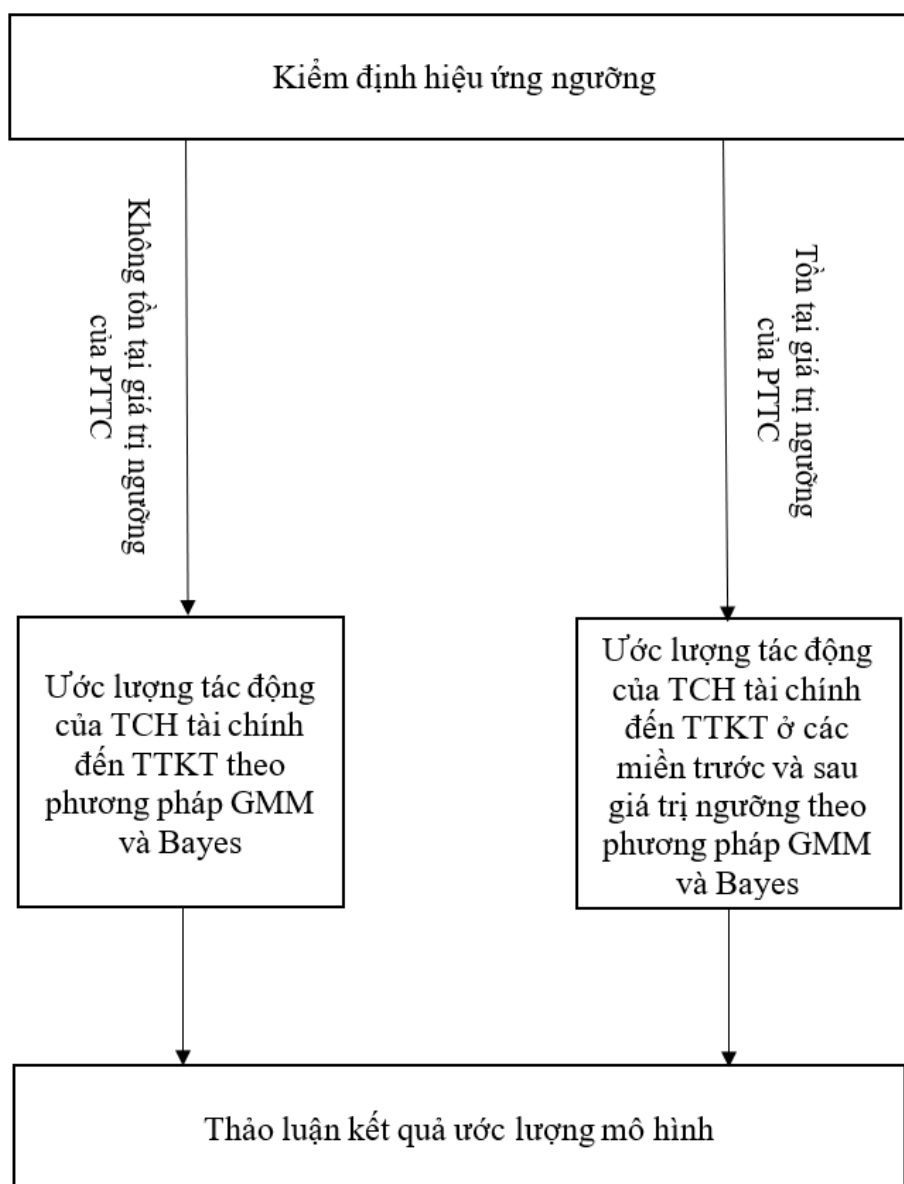 Kiểm định hiệu ứng ngưỡng
Không tồn tại giá trị ngưỡng
của PTTC
Tồn tại giá trị ngưỡng
của PTTC
Ước lượng tác động
của TCH tài chính
đến TTKT theo
phương pháp GMM
và Bayes
Ước lượng tác động
của TCH tài chính
đến TTKT ở các
miền trước và sau
giá trị ngưỡng theo
phương pháp GMM
và Bayes
Thảo luận kết quả ước lượng mô hình